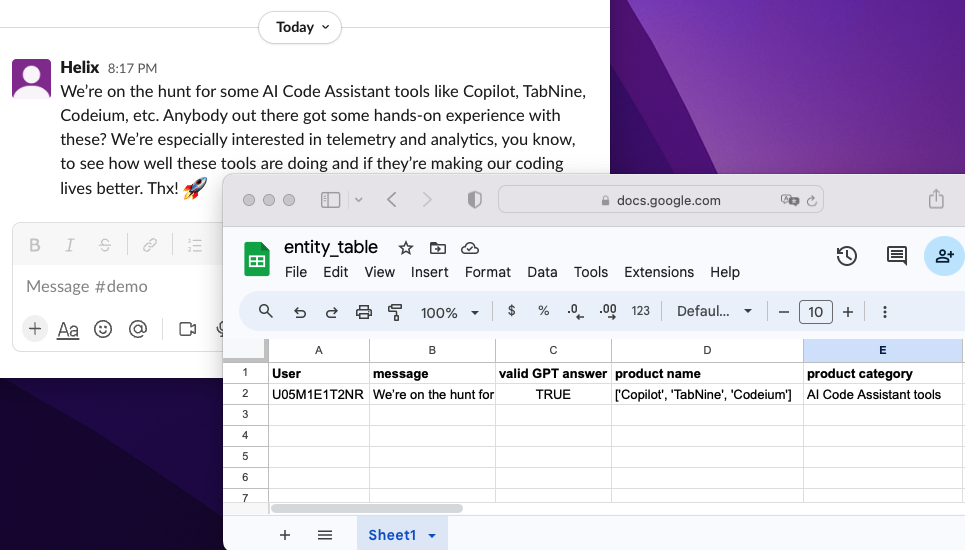 Today
Helix 8:17 PM
We’re on the hunt for some AI Code Assistant tools like Copilot, TabNine,
Codeium, etc. Anybody out there got some hands-on experience with
these? We’re especially interested in telemetry and analytics, you know,
to see how well these tools are doing and if they’re making our coding
lives better. Thx! 🚀
B I S
Message #demo
Aa
docs.google.com
entity_table
File Edit View Insert Format Data Tools Extensions Help
100% $ % .0 .00 123 Defaul... 10
A B C D E
1 User message valid GPT answer product name product category
2 U05M1E1T2NR We’re on the hunt for TRUE ['Copilot', 'TabNine', 'Codeium'] AI Code Assistant tools
3
4
5
6
7
Sheet1